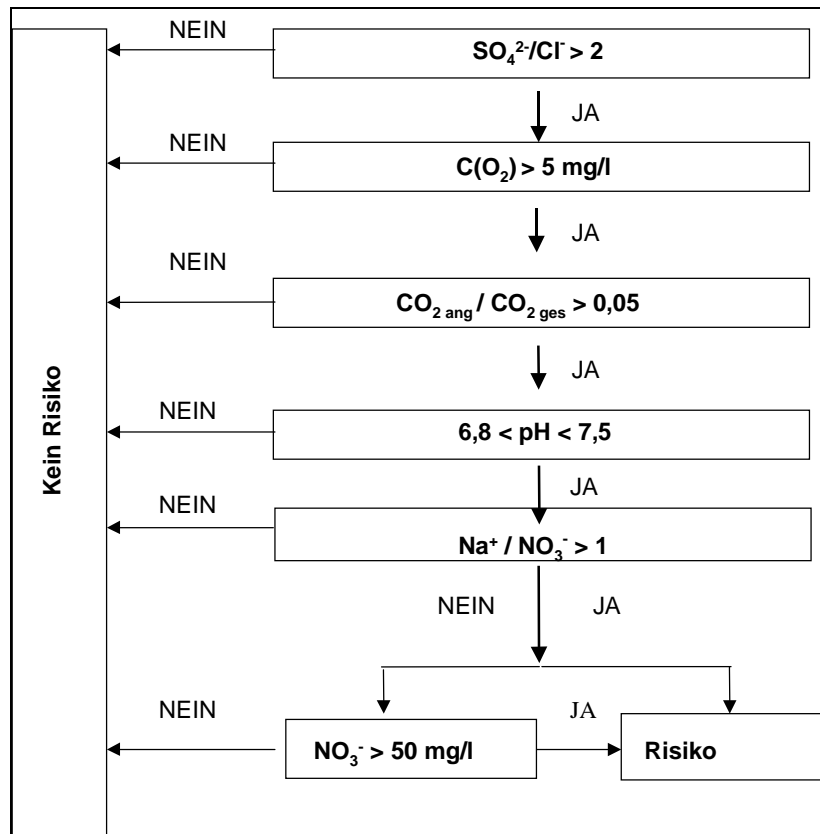 NEIN
SO₄²⁻/Cl⁻ > 2
JA
NEIN
C(O₂) > 5 mg/l
JA
NEIN
CO₂ ang / CO₂ ges > 0,05
JA
NEIN
6,8 < pH < 7,5
JA
NEIN
Na⁺ / NO₃⁻ > 1
NEIN JA
NEIN
NO₃⁻ > 50 mg/l
JA
Risiko
Kein Risiko